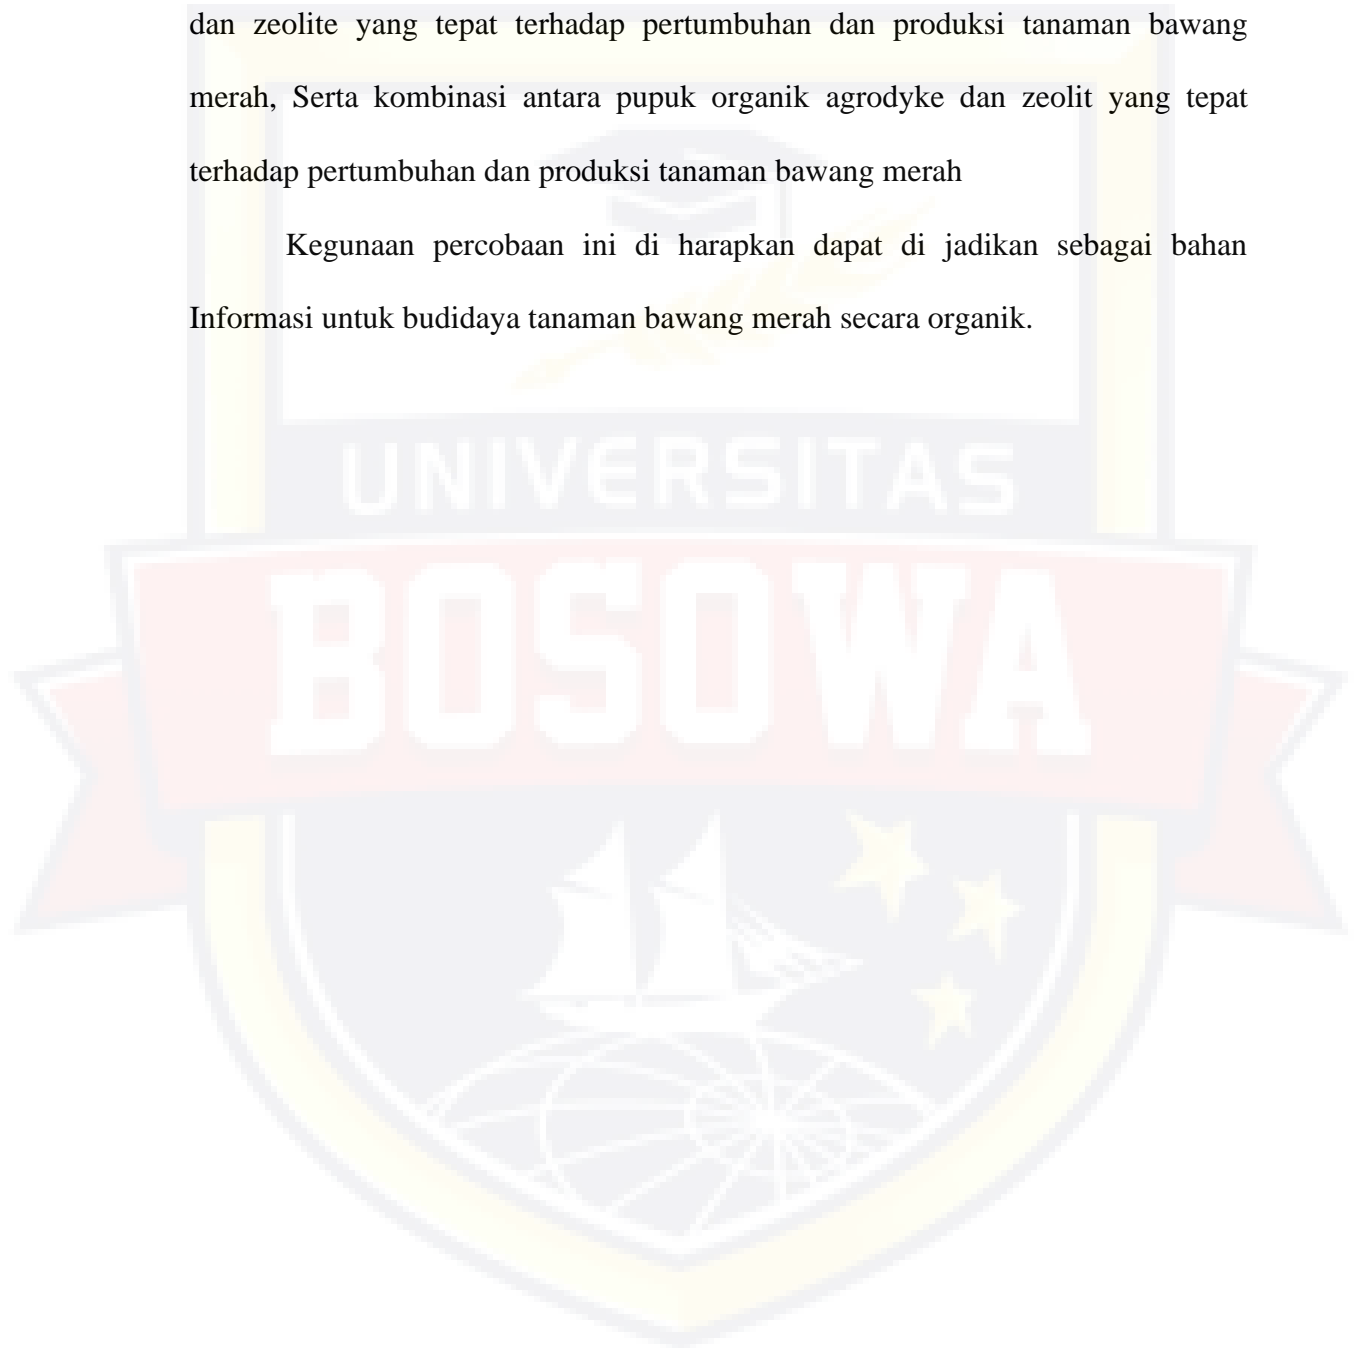 dan zeolite yang tepat terhadap pertumbuhan dan produksi tanaman bawang
merah, Serta kombinasi antara pupuk organik agrodyke dan zeolit yang tepat
terhadap pertumbuhan dan produksi tanaman bawang merah
Kegunaan percobaan ini di harapkan dapat di jadikan sebagai bahan
Informasi untuk budidaya tanaman bawang merah secara organik.
UNIVERSITAS
BOSOWA